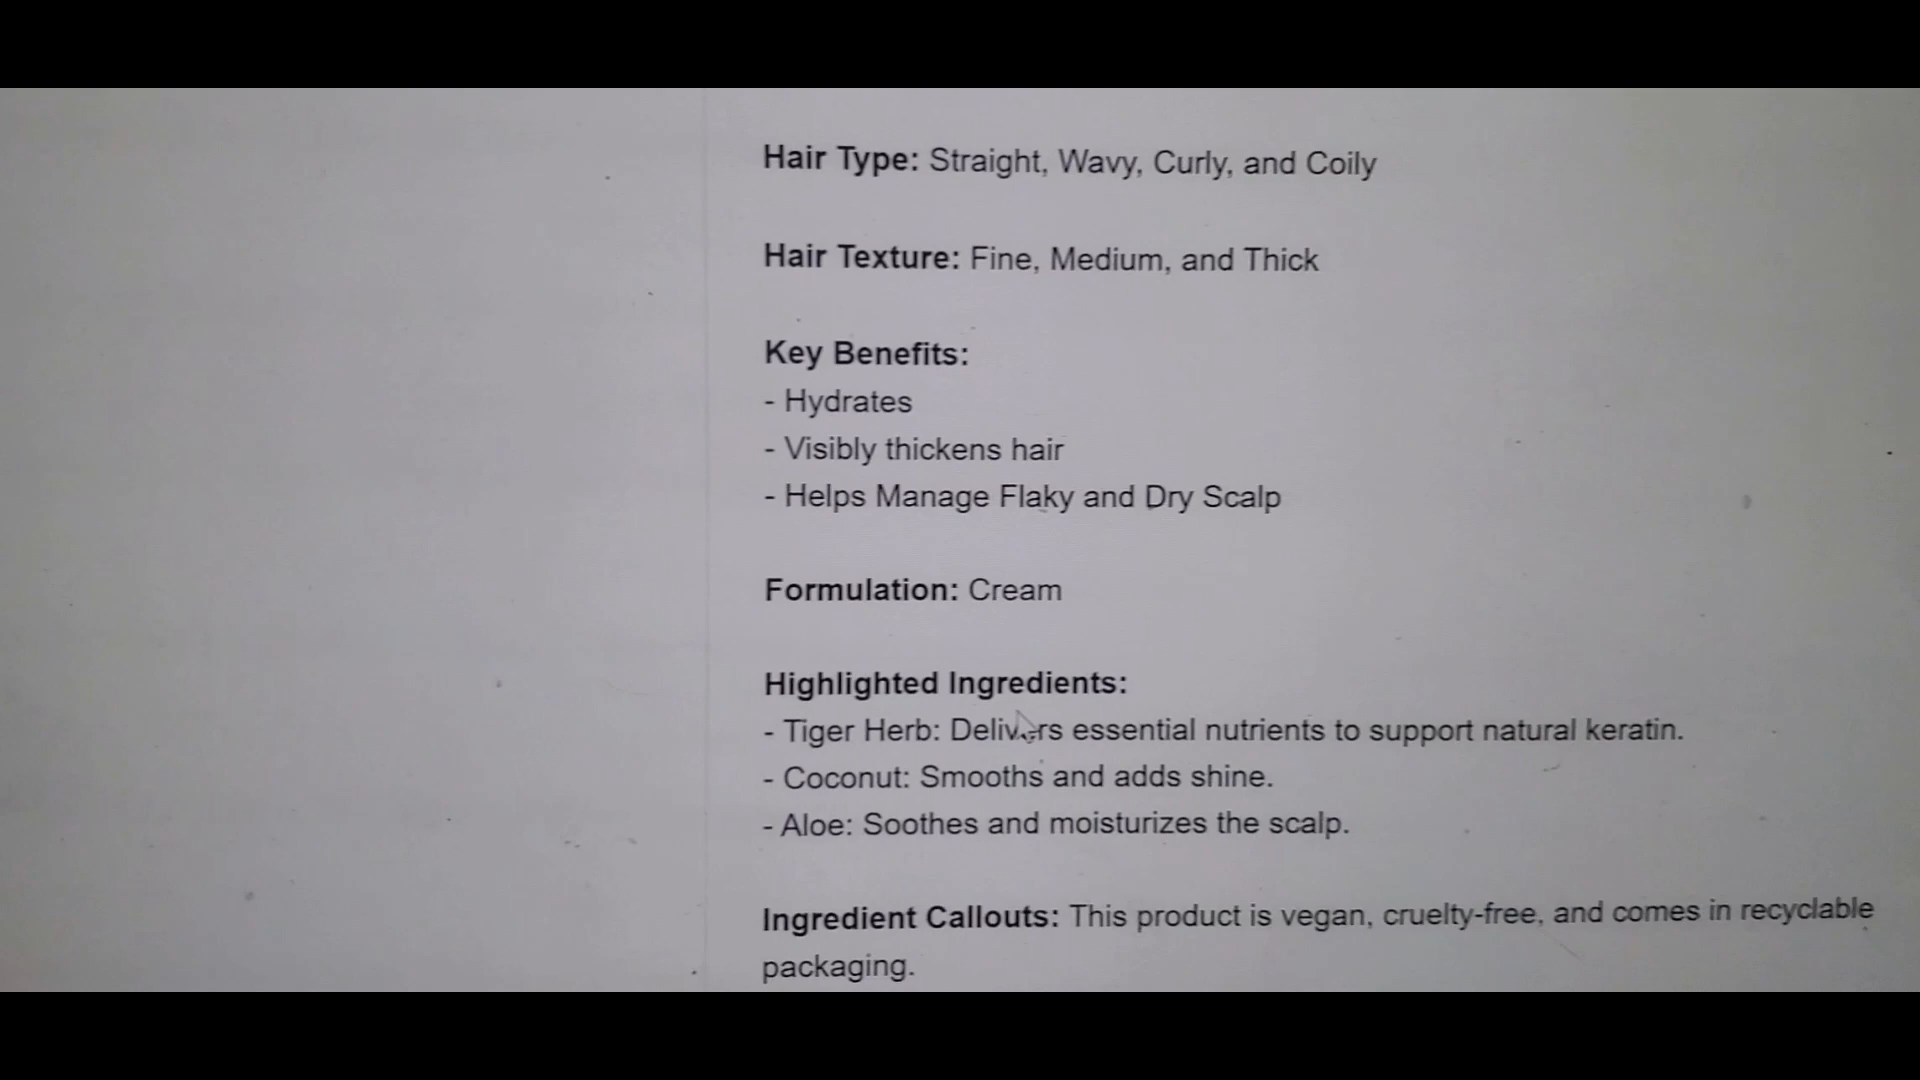 Hair Type: Straight, Wavy, Curly, and Coily
Hair Texture: Fine, Medium, and Thick
Key Benefits:
- Hydrates
- Visibly thickens hair
- Helps Manage Flaky and Dry Scalp
Formulation: Cream
Highlighted Ingredients:
- Tiger Herb: Delivers essential nutrients to support natural keratin.
- Coconut: Smooths and adds shine.
- Aloe: Soothes and moisturizes the scalp.
Ingredient Callouts: This product is vegan, cruelty-free, and comes in recyclable
packaging.